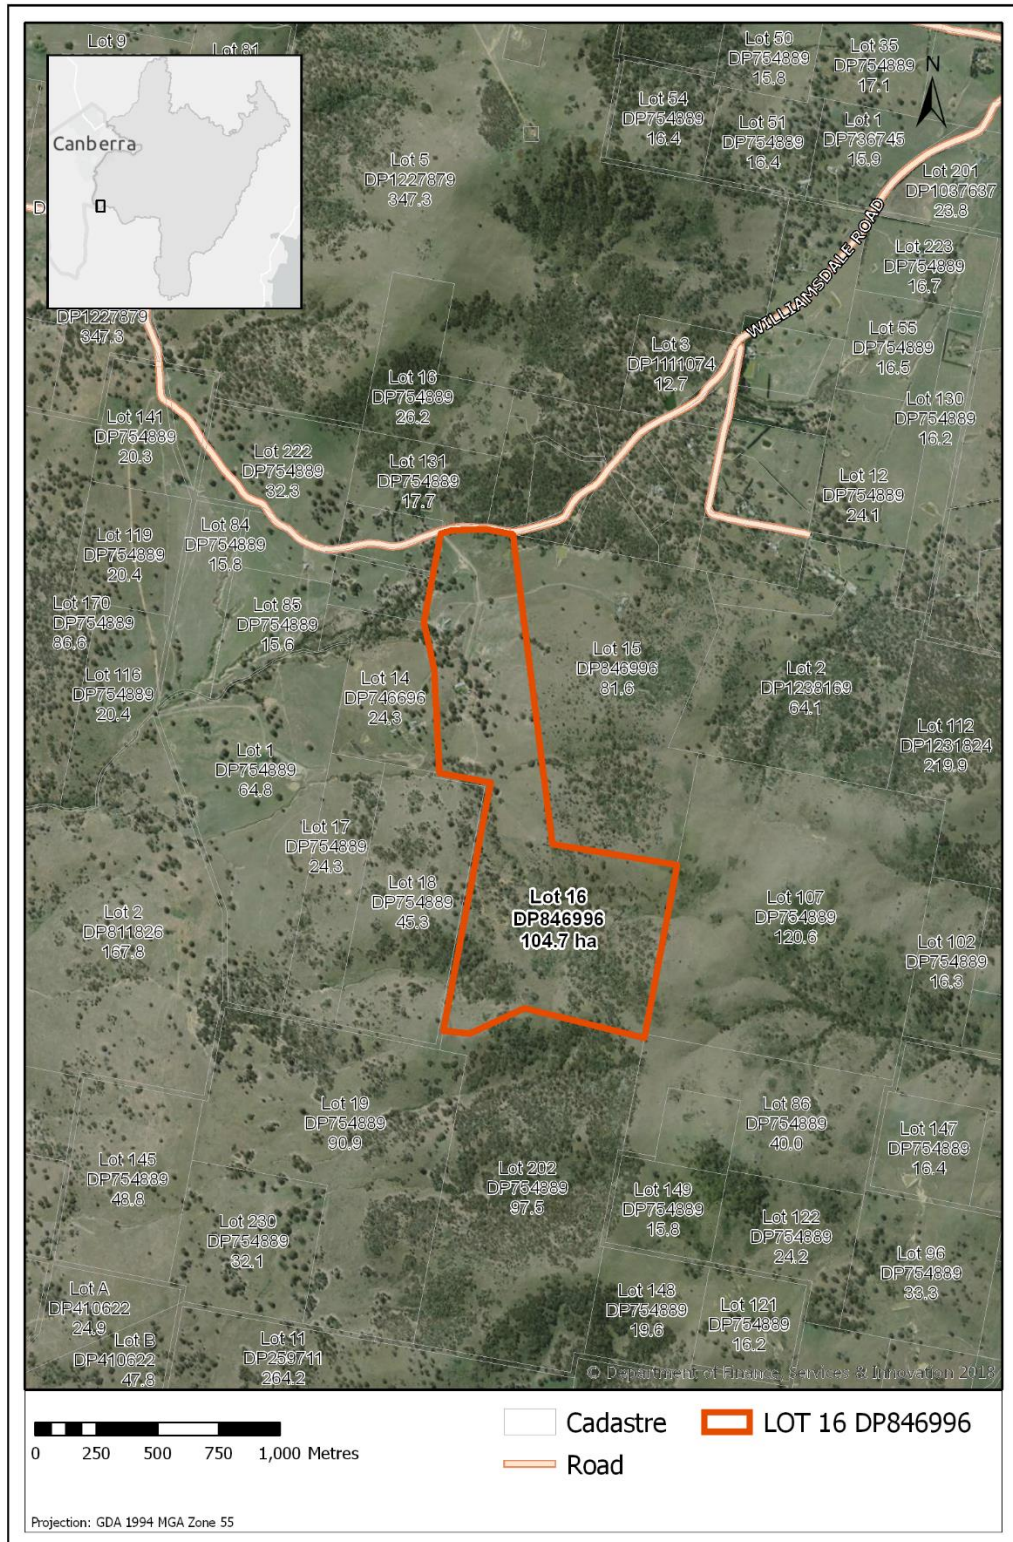 Lot 9
Lot 81
Canberra
D
DP1227879
347.3
Lot 5
DP1227879
347.3
Lot 54
DP754889
16.4
Lot 50
DP754889
15.8
Lot 35
DP754889
17.1
N
Lot 51
DP754889
16.4
Lot 1
DP736745
15.9
Lot 201
DP1037637
23.8
WILLIAMSDALE ROAD
Lot 223
DP754889
16.7
Lot 55
DP754889
16.5
Lot 3
DP1111074
12.7
Lot 130
DP754889
16.2
Lot 16
DP754889
26.2
Lot 141
DP754889
20.3
Lot 222
DP754889
32.3
Lot 131
DP754889
17.7
Lot 12
DP754889
24.1
Lot 119
DP754889
20.4
Lot 84
DP754889
15.8
Lot 170
DP754889
86.6
Lot 85
DP754889
15.6
Lot 116
DP754889
20.4
Lot 14
DP746696
24.3
Lot 15
DP846996
81.6
Lot 2
DP1238169
64.1
Lot 112
DP1231824
219.9
Lot 1
DP754889
64.8
Lot 17
DP754889
24.3
Lot 18
DP754889
45.3
Lot 16
DP846996
104.7 ha
Lot 107
DP754889
120.6
Lot 2
DP811826
167.8
Lot 102
DP754889
16.3
Lot 19
DP754889
90.9
Lot 86
DP754889
40.0
Lot 147
DP754889
16.4
Lot 145
DP754889
48.8
Lot 202
DP754889
97.5
Lot 149
DP754889
15.8
Lot 230
DP754889
32.1
Lot 122
DP754889
24.2
Lot 96
DP754889
33.3
Lot A
DP410622
24.9
Lot B
DP410622
47.8
Lot 11
DP259711
264.2
Lot 148
DP754889
19.6
Lot 121
DP754889
16.2
© Department of Finance, Services & Innovation 2018
0 250 500 750 1,000 Metres
Cadastre
LOT 16 DP846996
Road
Projection: GDA 1994 MGA Zone 55